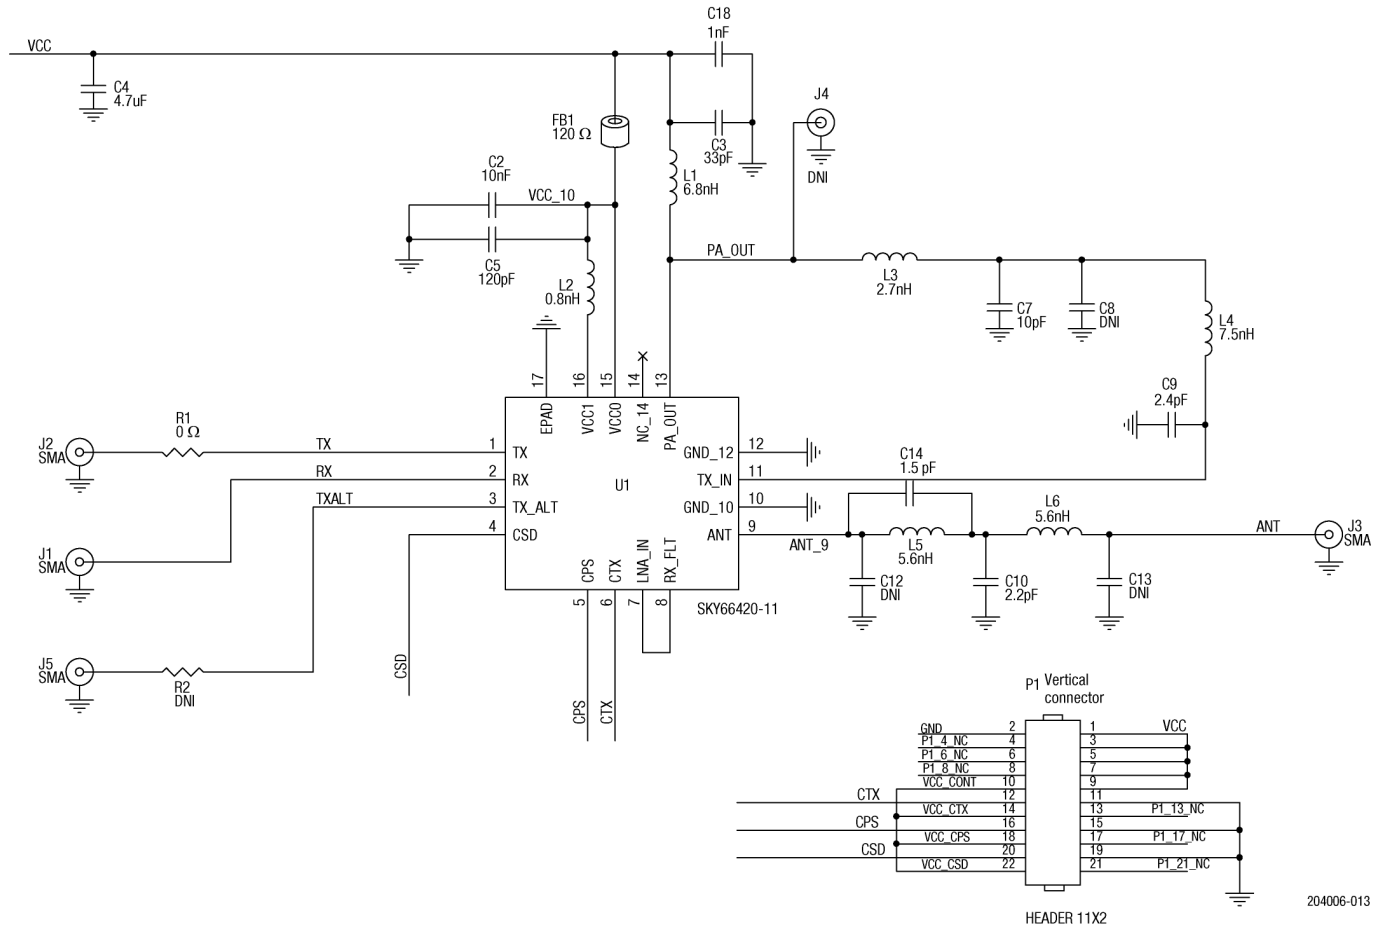 C18
1nF
VCC
C4
4.7uF
J4
FB1
120 Ω
C3
33pF
C2
10nF
L1
6.8nH
DNI
VCC_10
PA_OUT
C5
120pF
L2
0.8nH
L3
2.7nH
C7
10pF
C8
DNI
L4
7.5nH
17
16
15
14
13
C9
2.4pF
EPAD
VCC1
VCC0
NC_14
PA_OUT
R1
0 Ω
J2
SMA
TX
1
TX
GND_12
12
C14
1.5 pF
RX
2
RX
U1
TX_IN
11
TXALT
3
TX_ALT
GND_10
10
L6
5.6nH
4
CSD
ANT
9
ANT_9
L5
5.6nH
ANT
J3
SMA
J1
SMA
CPS
CTX
LNA_IN
RX_FLT
C12
DNI
C10
2.2pF
C13
DNI
5
6
7
8
SKY66420-11
J5
SMA
R2
DNI
CSD
CPS
CTX
P1 Vertical
connector
GND 2 1 VCC
P1_4_NC 4 3
P1_6_NC 6 5
P1_8_NC 8 7
VCC_CONT 10 9
CTX 12 11
VCC_CTX 14 13 P1_13_NC
CPS 16 15
VCC_CPS 18 17 P1_17_NC
CSD 20 19
VCC_CSD 22 21 P1_21_NC
HEADER 11X2
204006-013